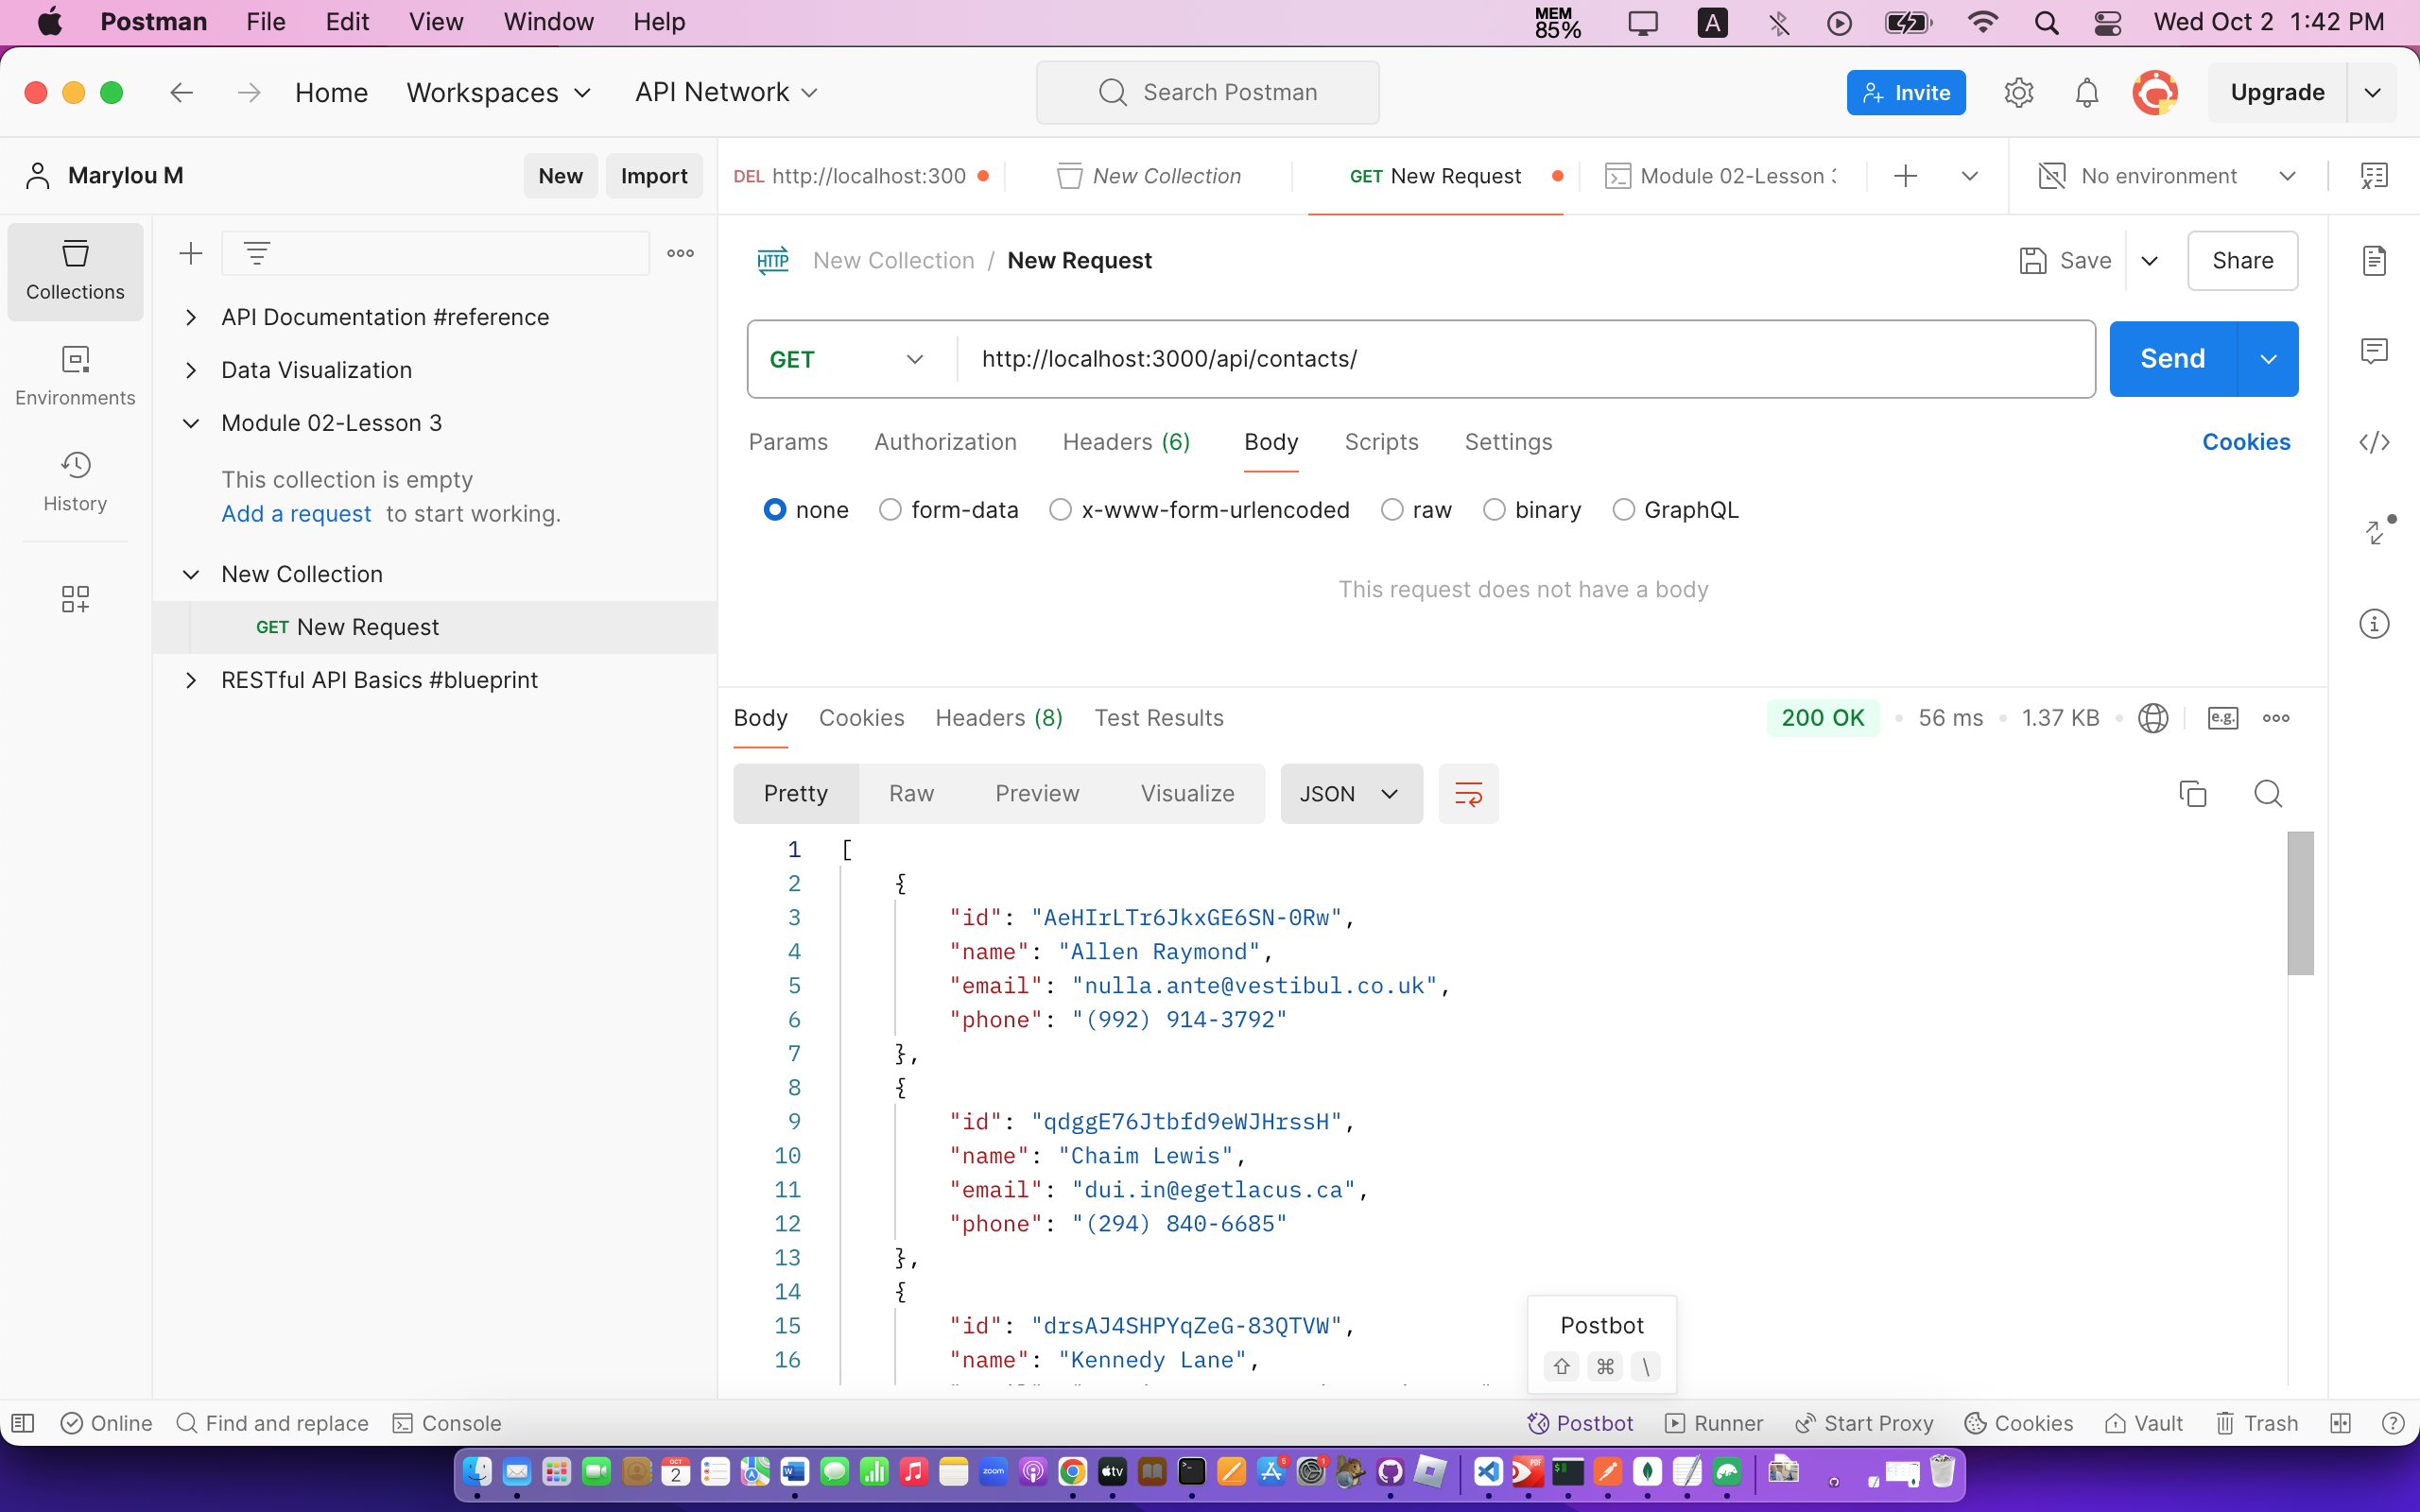 Postman File Edit View Window Help MEM 85% A Wed Oct 2 1:42 PM
Home Workspaces API Network Search Postman Invite Upgrade
Marylou M New Import
DEL http://localhost:300 New Collection GET New Request Module 02-Lesson No environment
Collections
Environments
History
API Documentation #reference
Data Visualization
Module 02-Lesson 3
This collection is empty
Add a request to start working.
New Collection
GET New Request
RESTful API Basics #blueprint
HTTP New Collection / New Request Save Share
GET http://localhost:3000/api/contacts/ Send
Params Authorization Headers (6) Body Scripts Settings Cookies
none form-data x-www-form-urlencoded raw binary GraphQL
This request does not have a body
Body Cookies Headers (8) Test Results 200 OK • 56 ms • 1.37 KB • e.g.
Pretty Raw Preview Visualize JSON
1 [
2 {
3 "id": "AeHIrLTr6JkxGE6SN-0Rw",
4 "name": "Allen Raymond",
5 "email": "nulla.ante@vestibul.co.uk",
6 "phone": "(992) 914-3792"
7 },
8 {
9 "id": "qdggE76Jtbfd9eWJHrssH",
10 "name": "Chaim Lewis",
11 "email": "dui.in@egetlacus.ca",
12 "phone": "(294) 840-6685"
13 },
14 {
15 "id": "drsAJ4SHPYqZeG-83QTVW",
16 "name": "Kennedy Lane",
Postbot
⇧ ⌘ \
Online Find and replace Console Postbot Runner Start Proxy Cookies Vault Trash
OCT
2
zoom
tv
PDF
5
1